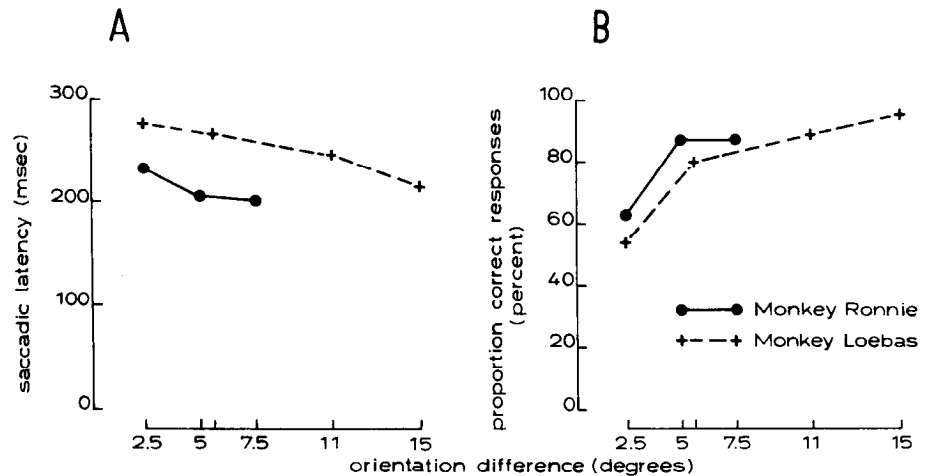 A
B
saccadic latency (msec)
300
200
100
0
2.5 5 7.5 11 15
proportion correct responses
(percent)
100
80
60
40
20
0
Monkey Ronnie
Monkey Loebas
2.5 5 7.5 11 15
orientation difference (degrees)